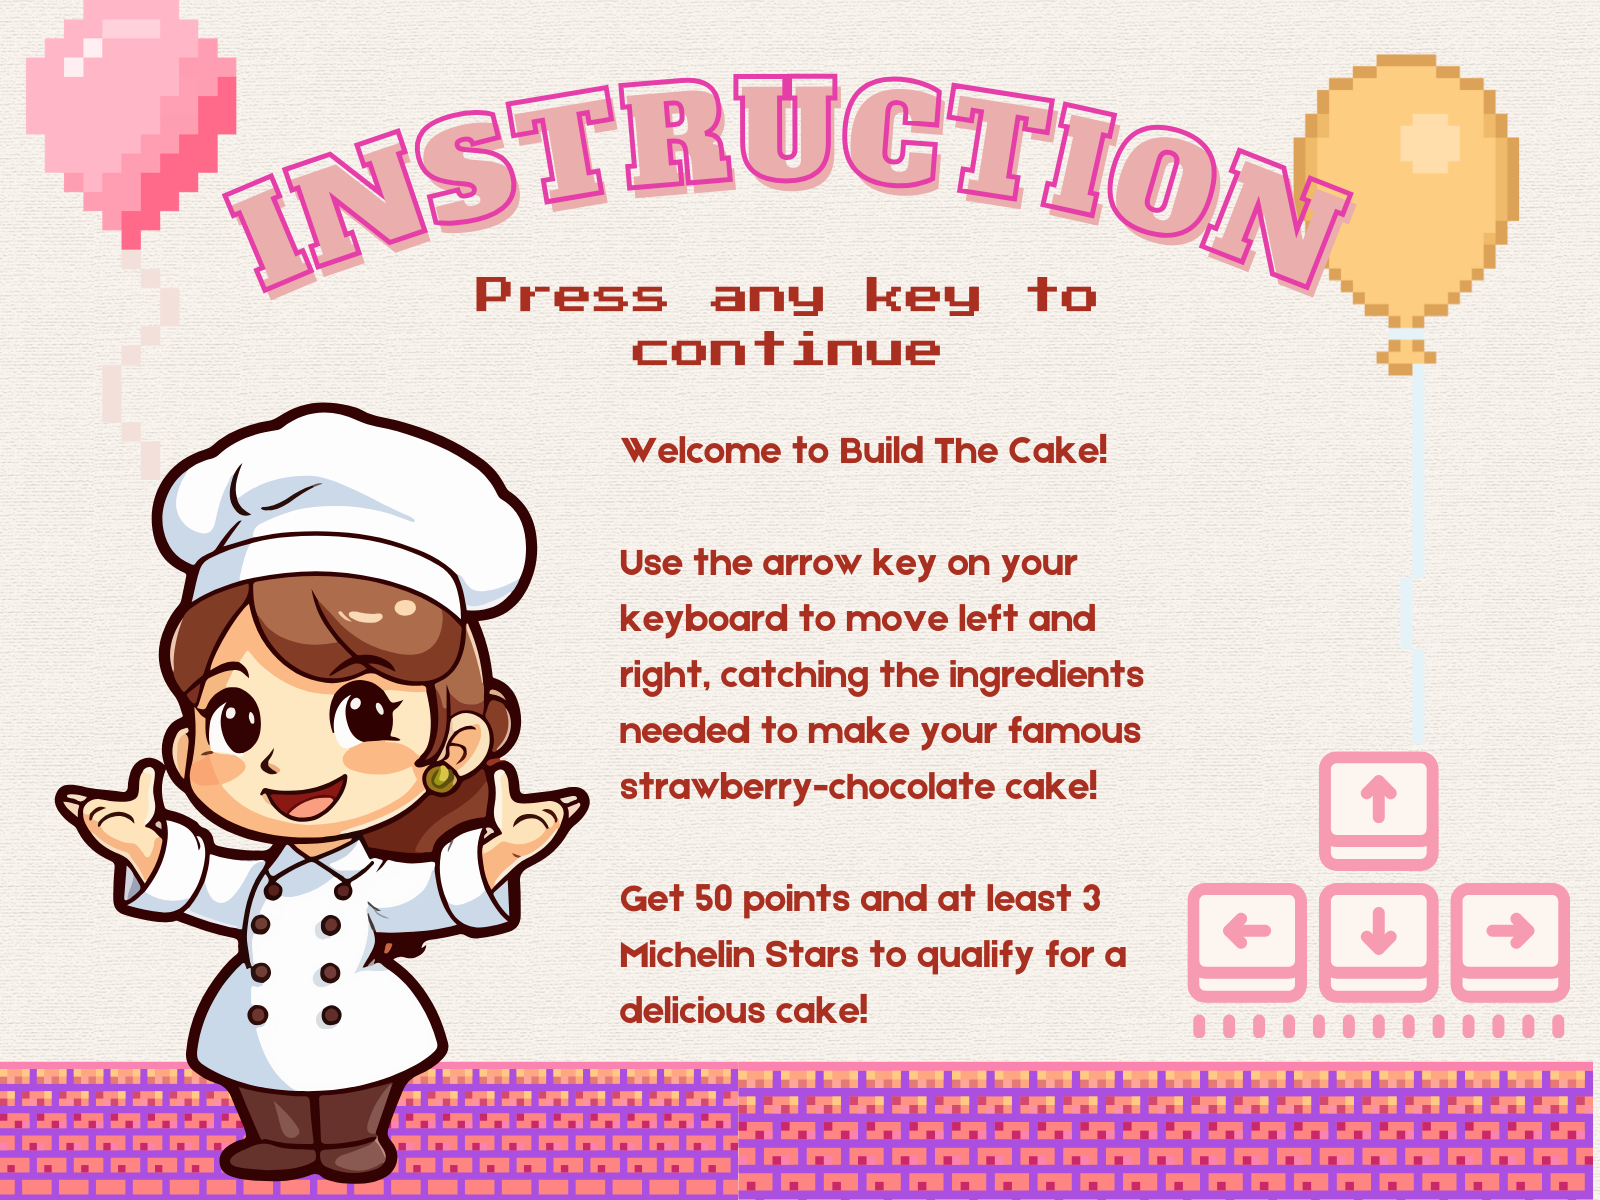 INSTRUCTION
Press any key to
continue
Welcome to Build The Cake!
Use the arrow key on your
keyboard to move left and
right, catching the ingredients
needed to make your famous
strawberry-chocolate cake!
Get 50 points and at least 3
Michelin Stars to qualify for a
delicious cake!